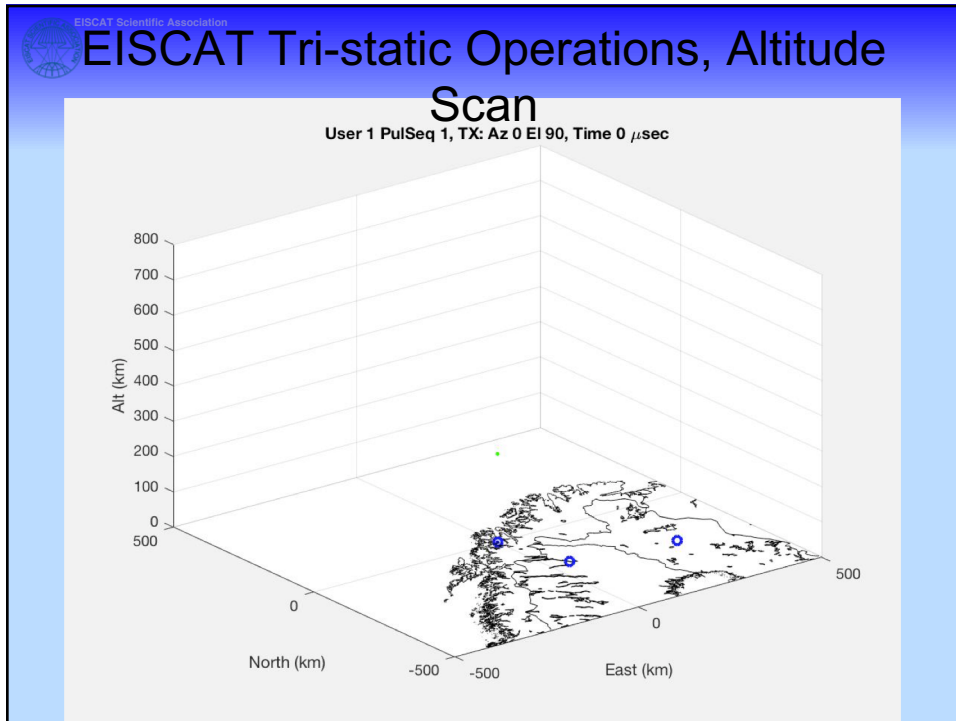 EISCAT Scientific Association
EISCAT Tri-static Operations, Altitude
Scan
User 1 PulSeq 1, TX: Az 0 El 90, Time 0 μsec
800
700
600
500
400
300
200
100
0
Alt (km)
500
0
-500
North (km)
-500
0
500
East (km)